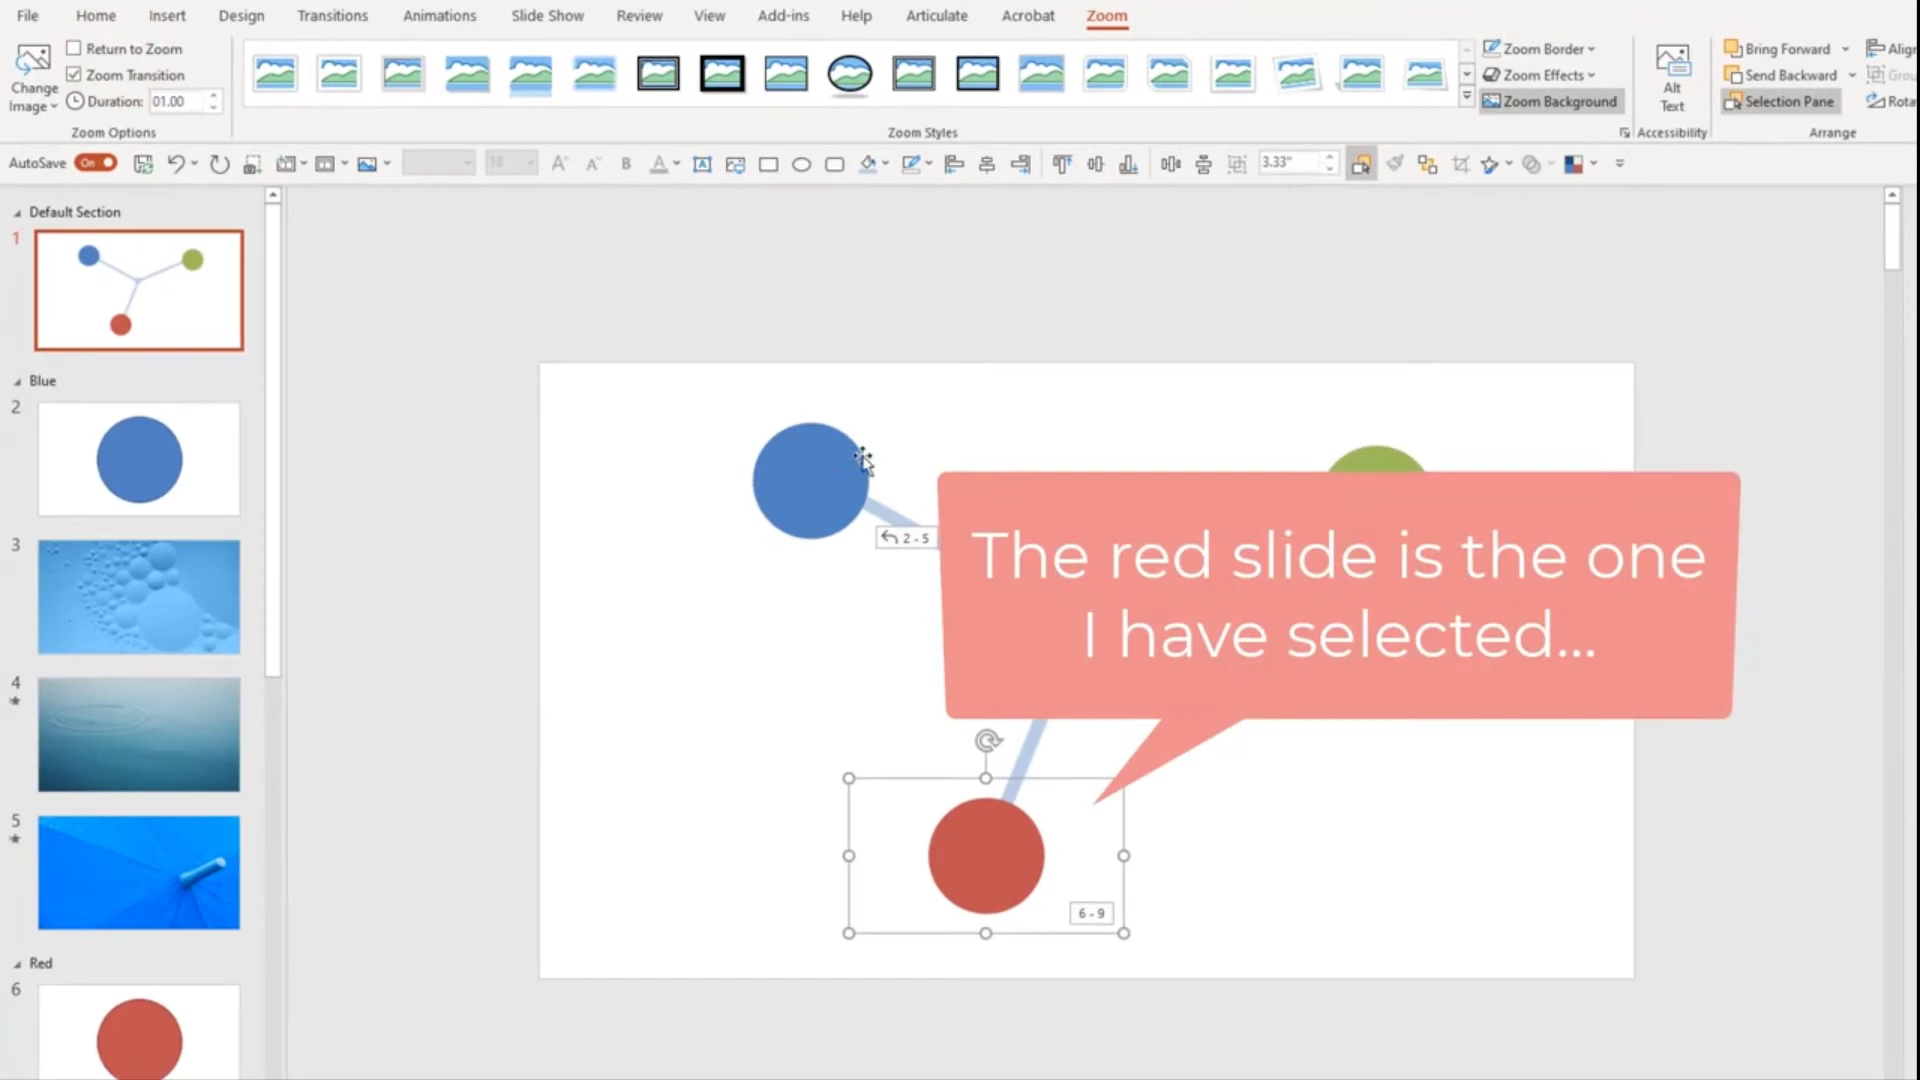 File Home Insert Design Transitions Animations Slide Show Review View Add-ins Help Articulate Acrobat Zoom
Return to Zoom
Zoom Transition
Duration: 01.00
Change
Image
Zoom Options
Zoom Styles
Zoom Border
Zoom Effects
Zoom Background
Alt
Text
Accessibility
Bring Forward
Send Backward
Selection Pane
Arrange
AutoSave On 18 A A B A A 3.33"
Default Section
1
Blue
2
3
4
5
Red
6
2 - 5
The red slide is the one
I have selected...
6 - 9